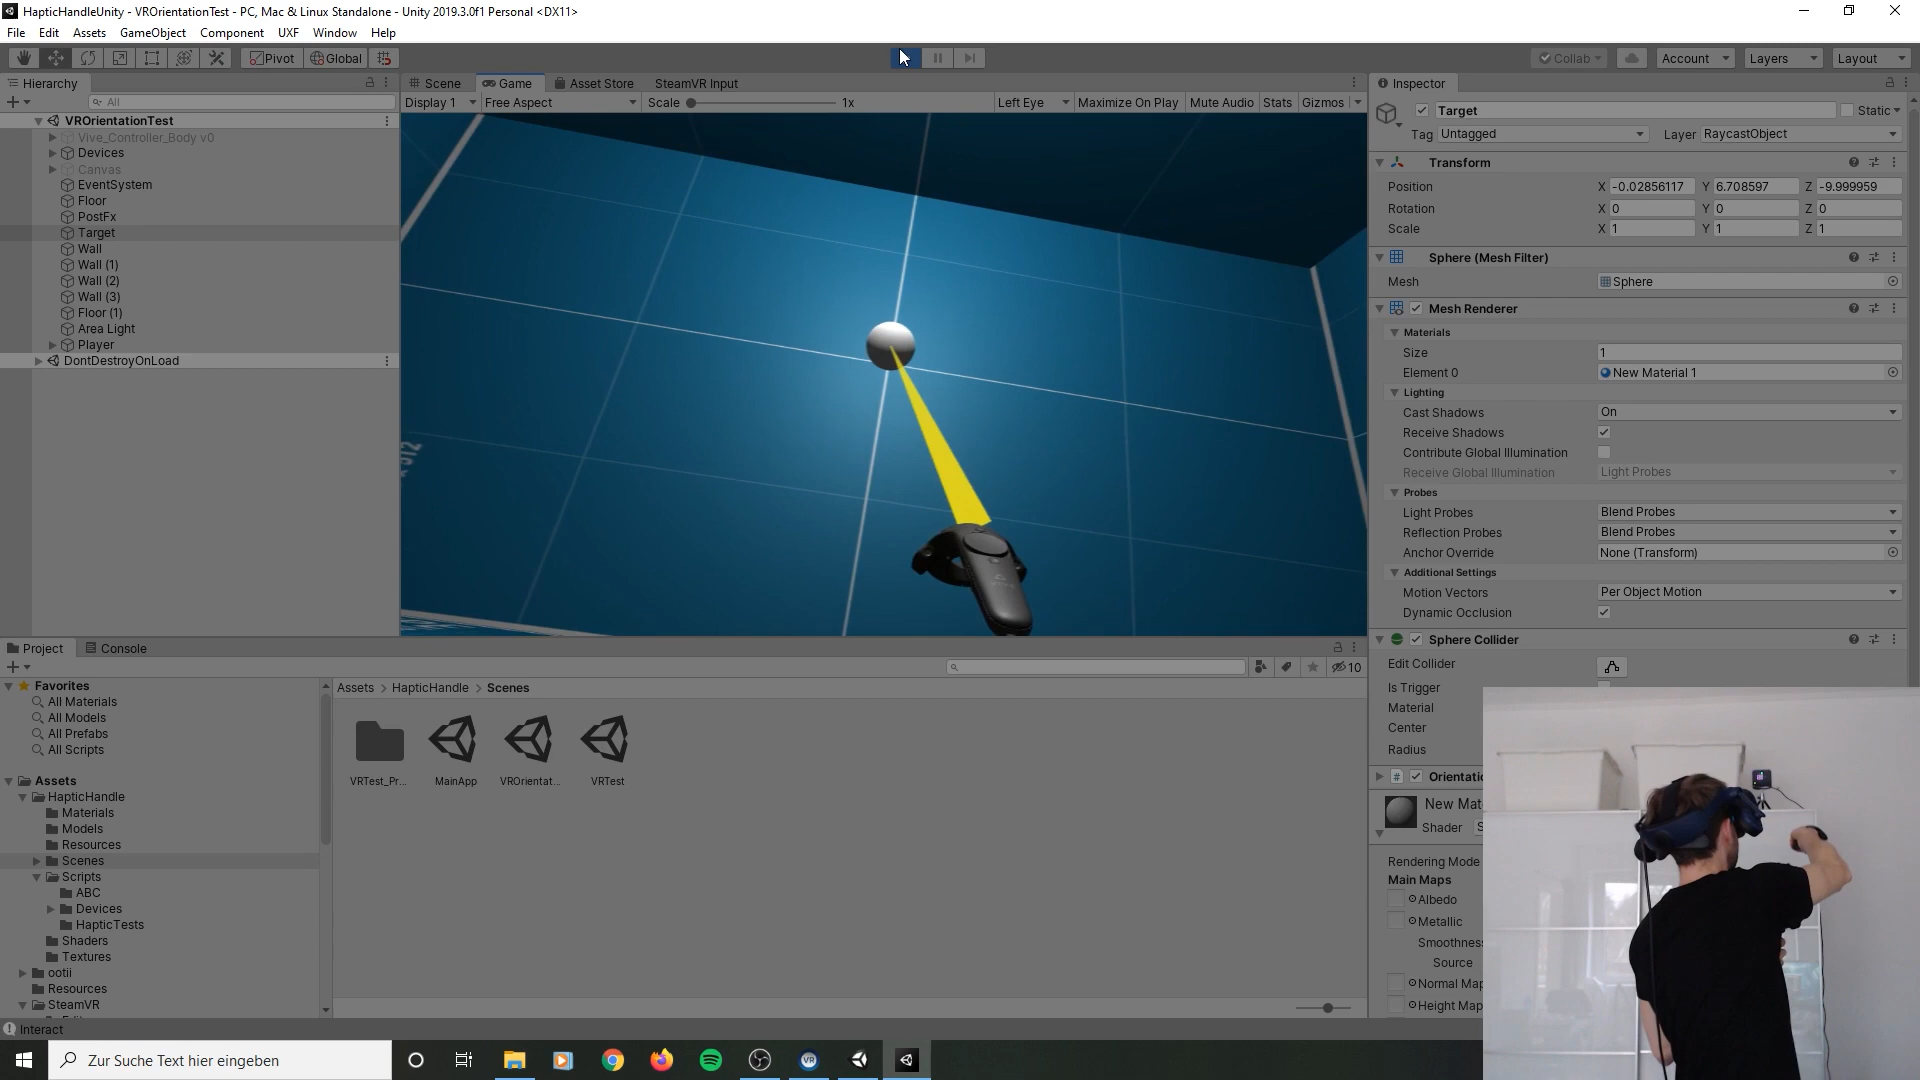 HapticHandleUnity - VROrientationTest - PC, Mac & Linux Standalone - Unity 2019.3.0f1 Personal <DX11>
File Edit Assets GameObject Component UXF Window Help
Pivot Global Collab Account Layers Layout
Hierarchy
All
VROrientationTest
Vive_Controller_Body v0
Devices
Canvas
EventSystem
Floor
PostFx
Target
Wall
Wall (1)
Wall (2)
Wall (3)
Floor (1)
Area Light
Player
DontDestroyOnLoad
Scene Game Asset Store SteamVR Input
Display 1 Free Aspect Scale 1x Left Eye Maximize On Play Mute Audio Stats Gizmos
Inspector
Target Static
Tag Untagged Layer RaycastObject
Transform
Position X -0.02856117 Y 6.708597 Z -9.999959
Rotation X 0 Y 0 Z 0
Scale X 1 Y 1 Z 1
Sphere (Mesh Filter)
Mesh Sphere
Mesh Renderer
Materials
Size 1
Element 0 New Material 1
Lighting
Cast Shadows On
Receive Shadows
Contribute Global Illumination
Receive Global Illumination Light Probes
Probes
Light Probes Blend Probes
Reflection Probes Blend Probes
Anchor Override None (Transform)
Additional Settings
Motion Vectors Per Object Motion
Dynamic Occlusion
Sphere Collider
Edit Collider
Is Trigger
Material
Center
Radius
Orientatio
New Mat
Shader S
Rendering Mode
Main Maps
Albedo
Metallic
Smoothness
Source
Normal Map
Height Map
Project Console
10
Favorites
All Materials
All Models
All Prefabs
All Scripts
Assets
HapticHandle
Materials
Models
Resources
Scenes
Scripts
ABC
Devices
HapticTests
Shaders
Textures
ootii
Resources
SteamVR
Assets > HapticHandle > Scenes
VRTest_Pr... MainApp VROrientat... VRTest
Interact
Zur Suche Text hier eingeben
VR